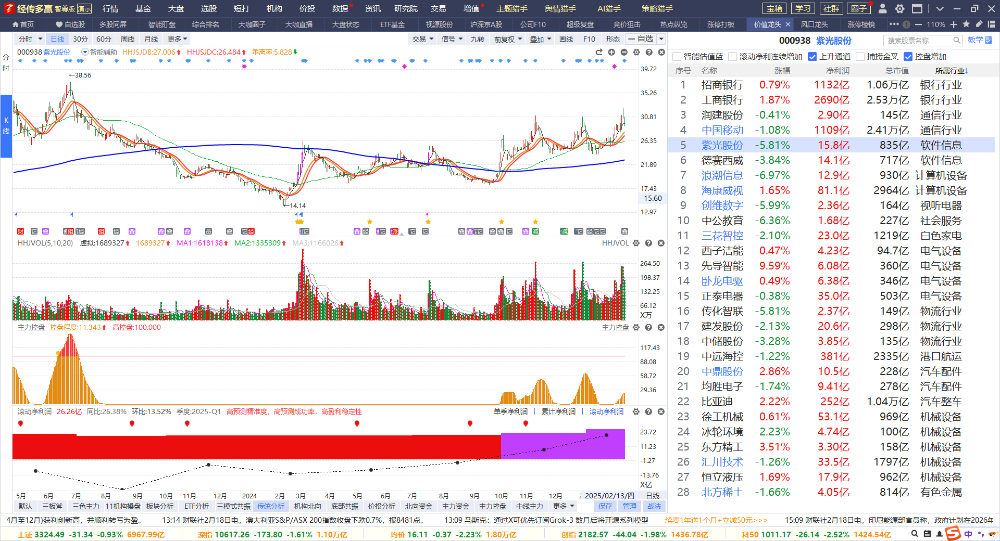 经传多赢 智尊版 演示 行情 基金 大盘 选股 短打 机构 价投 数据 资讯 研究院 交易 增值 主题猎手 舆情猎手 AI猎手 策略猎手 宝箱 学习 社群 圈子
首页 自选股 多股同屏 智能盯盘 综合排名 大咖圈子 大咖直播 大盘状态 ETF基金 视源股份 沪深京A股 公司F10 超级复盘 竞价狙击 热点纵览 涨停打板 价值龙头 风口龙头 涨停棱镜 110%
分时 日线 30分 60分 周线 月线 更多 交易 信号 九转 前复权 叠加 画线 F10 形态 自选
000938 紫光股份 搜索股票名称 教学
分时
K线
000938 紫光股份 智能辅助 HHJSJDB:27.006 HHJSJDC:26.484 乖离率:5.828
智能估值蓝 滚动净利连续增加 上升通道 捕捞金叉 控盘增加
39.72
35.26
30.81
26.35
21.89
17.43
15.60
12.97
38.56
14.14
HHJVOL(5,10,20) 虚拟:1689327 1689327 MA1:1618138 MA2:1335309 MA3:1166026 HHJVOL
264.50
198.37
132.25
66.12
X万
主力控盘 控盘程度:11.343 高控盘:100.000 主力控盘
117.43
88.08
58.72
29.36
滚动净利润 26.26亿 同比:26.38% 环比:13.52% 季度:2025-Q1 高预测精准度, 高预测成功率, 高盈利稳定性 单季净利润 累计净利润 滚动净利润
23.72
11.23
-1.27
-13.76
X亿
5月 6月 7月 8月 9月 10月 11月 12月 2024 2月 3月 4月 5月 6月 7月 8月 9月 10月 11月 12月 2025/02/13/四 日线
默认 三板斧 三色主力 11机构操盘 板块分析 ETF分析 三模式共振 传统分析 机构北向 底部共振 价投分析 北向资金 主力资金 主力控盘 中线主力 更多 保存 管理 战法
序号 名称 涨幅 净利润 总市值 所属行业↓
1 招商银行 0.79% 1132亿 1.06万亿 银行行业
2 工商银行 1.87% 2690亿 2.53万亿 银行行业
3 润建股份 -0.41% 2.90亿 145亿 通信行业
4 中国移动 -1.08% 1109亿 2.41万亿 通信行业
5 紫光股份 -5.81% 15.8亿 835亿 软件信息
6 德赛西威 -3.84% 14.1亿 717亿 软件信息
7 浪潮信息 -6.97% 12.9亿 930亿 计算机设备
8 海康威视 1.65% 81.1亿 2964亿 计算机设备
9 创维数字 -5.99% 2.36亿 164亿 视听电器
10 中公教育 -6.36% 1.68亿 227亿 社会服务
11 三花智控 -2.10% 23.0亿 1219亿 白色家电
12 西子洁能 0.47% 4.23亿 94.7亿 电气设备
13 先导智能 9.59% 6.08亿 360亿 电气设备
14 卧龙电驱 0.49% 6.38亿 346亿 电气设备
15 正泰电器 -0.38% 35.0亿 503亿 电气设备
16 传化智联 -5.81% 2.37亿 149亿 物流行业
17 建发股份 -2.13% 20.6亿 298亿 物流行业
18 中储股份 -3.28% 3.85亿 135亿 物流行业
19 中远海控 -1.22% 381亿 2335亿 港口航运
20 中鼎股份 2.86% 10.5亿 228亿 汽车配件
21 均胜电子 -1.74% 9.41亿 278亿 汽车配件
22 比亚迪 2.22% 252亿 1.04万亿 汽车整车
23 徐工机械 0.61% 53.1亿 969亿 机械设备
24 冰轮环境 -2.23% 4.74亿 100亿 机械设备
25 东方精工 3.51% 3.30亿 158亿 机械设备
26 汇川技术 -1.26% 33.5亿 1797亿 机械设备
27 恒立液压 1.69% 17.9亿 962亿 机械设备
28 北方稀土 -1.66% 4.05亿 814亿 有色金属
4月至12月)获利创新高，并顺利转亏为盈。 13:14 财联社2月18日电，澳大利亚S&P/ASX 200指数收盘下跌0.7%，报8481点。 13:09 马斯克：通过X可优先订阅Grok-3 数月后将开源系列模型 续费1年送1个月+立减50元>>> 15:09 财联社2月18日电，印尼能源部官员称，政府计划在2026年
上证 3324.49 -31.34 -0.93% 6967.99亿 深指 10617.26 -173.80 -1.61% 1.10万亿 均价 16.11 -0.37 -2.23% 1.80万亿 创指 2182.57 -44.04 -1.98% 1436.78亿 科50 1011.17 -26.14 -2.52% 1424.54亿 中